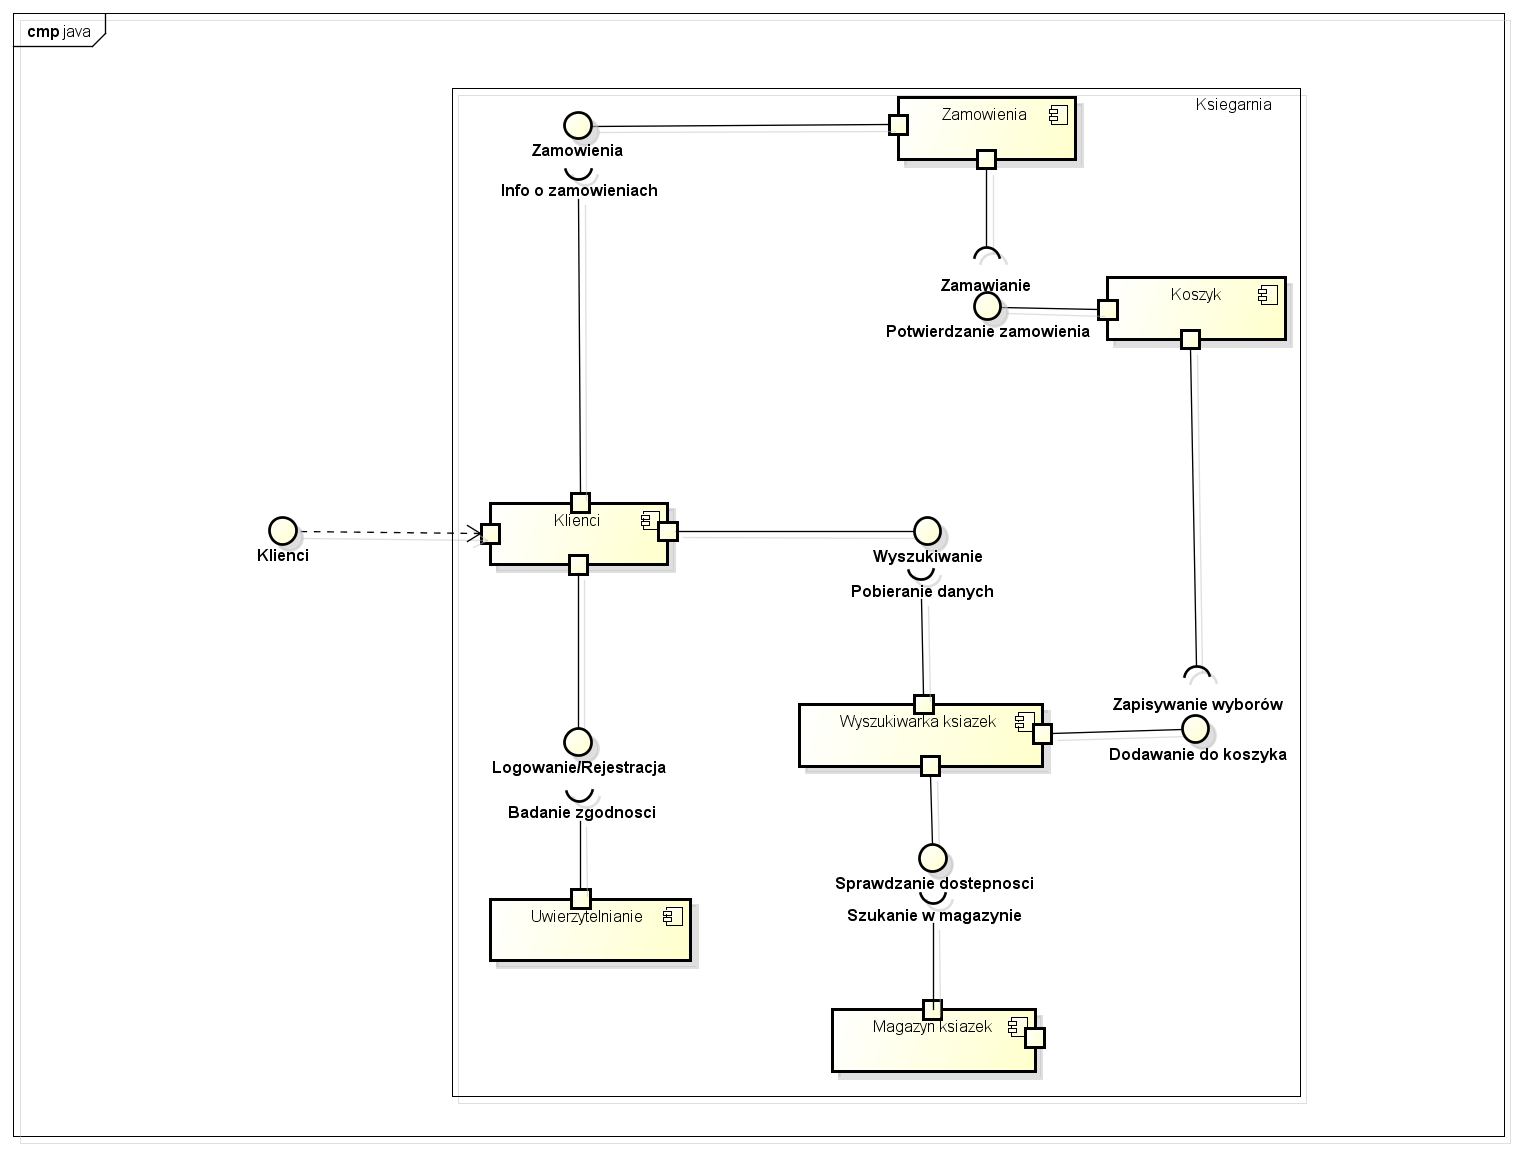 cmp java
Ksiegarnia
Zamowienia
Zamowienia
Info o zamowieniach
Zamawianie
Koszyk
Potwierdzanie zamowienia
Klienci
Klienci
Wyszukiwanie
Pobieranie danych
Zapisywanie wyborów
Wyszukiwarka ksiazek
Dodawanie do koszyka
Logowanie/Rejestracja
Badanie zgodnosci
Sprawdzanie dostepnosci
Szukanie w magazynie
Uwierzytelnianie
Magazyn ksiazek